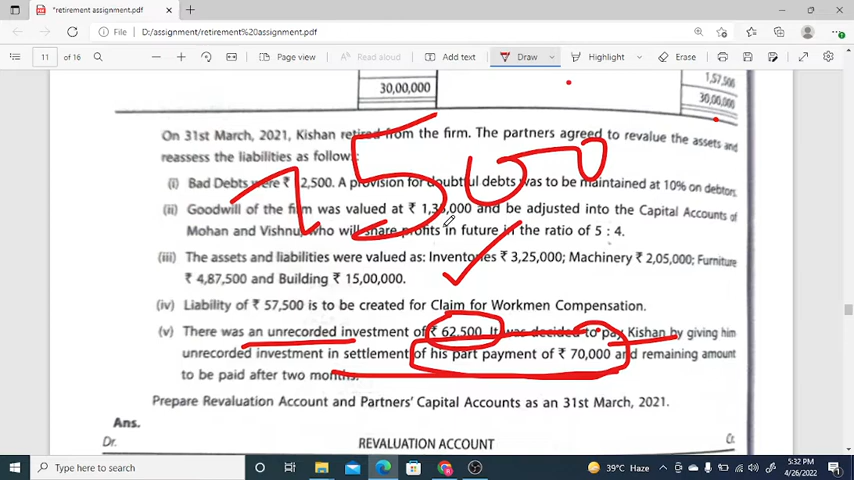 *retirement assignment.pdf
File | D:/assignment/retirement%20assignment.pdf
11 of 16
Page view
Read aloud
Add text
Draw
Highlight
Erase
30,00,000
1,57,500
30,00,000
7500
On 31st March, 2021, Kishan retired from the firm. The partners agreed to revalue the assets and
reassess the liabilities as follows:
(i) Bad Debts were ₹ 12,500. A provision for doubtful debts was to be maintained at 10% on debtors.
(ii) Goodwill of the firm was valued at ₹ 1,35,000 and be adjusted into the Capital Accounts of
Mohan and Vishnu, who will share profits in future in the ratio of 5 : 4.
(iii) The assets and liabilities were valued as: Inventories ₹ 3,25,000; Machinery ₹ 2,05,000; Furniture
₹ 4,87,500 and Building ₹ 15,00,000.
(iv) Liability of ₹ 57,500 is to be created for Claim for Workmen Compensation.
(v) There was an unrecorded investment of ₹ 62,500. It was decided to pay Kishan by giving him
unrecorded investment in settlement of his part payment of ₹ 70,000 and remaining amount
to be paid after two months.
Prepare Revaluation Account and Partners' Capital Accounts as an 31st March, 2021.
Ans.
Dr.
REVALUATION ACCOUNT
Cr.
Type here to search
39°C Haze
5:32 PM
4/26/2022